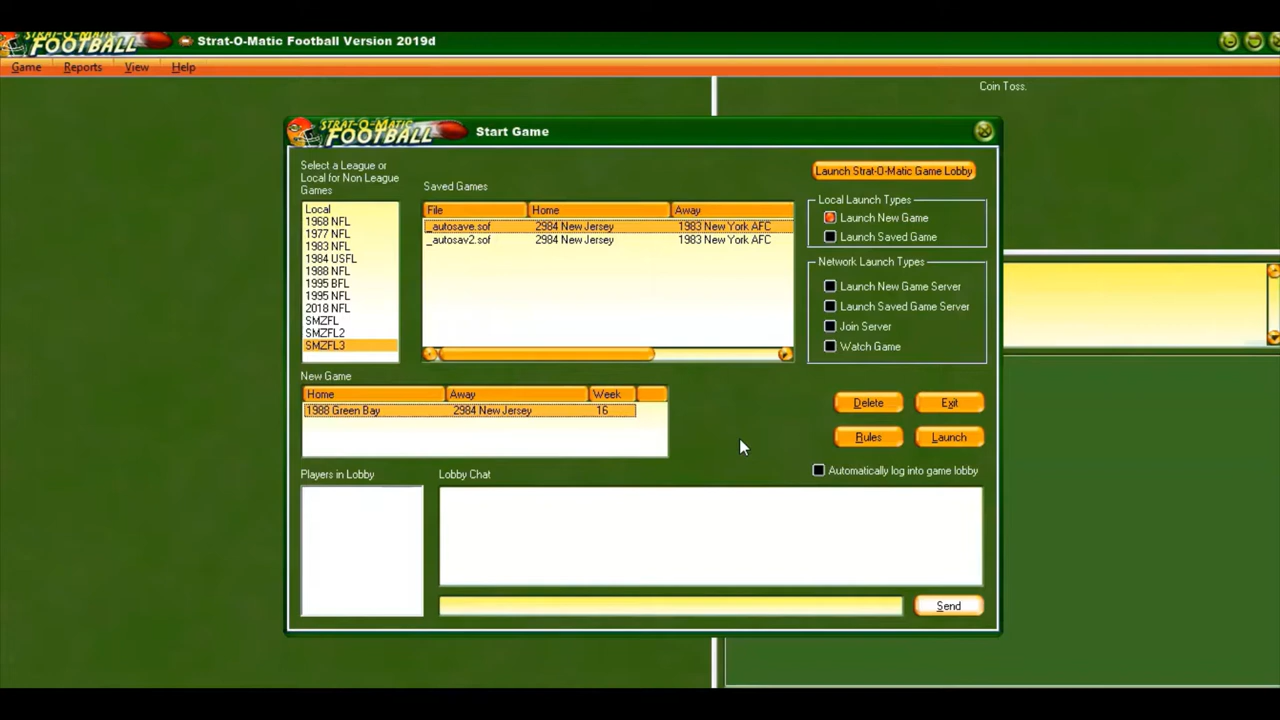 FOOTBALL
Strat-O-Matic Football Version 2019d
Game Reports View Help
Coin Toss.
STRAT-O-MATIC
FOOTBALL
Start Game
Select a League or
Local for Non League
Games
Local
1968 NFL
1977 NFL
1983 NFL
1984 USFL
1988 NFL
1995 BFL
1995 NFL
2018 NFL
SMZFL
SMZFL2
SMZFL3
Saved Games
File Home Away
_autosave.sof 2984 New Jersey 1983 New York AFC
_autosav2.sof 2984 New Jersey 1983 New York AFC
Launch Strat-O-Matic Game Lobby
Local Launch Types
Launch New Game
Launch Saved Game
Network Launch Types
Launch New Game Server
Launch Saved Game Server
Join Server
Watch Game
New Game
Home Away Week
1988 Green Bay 2984 New Jersey 16
Delete Exit
Rules Launch
Automatically log into game lobby
Players in Lobby
Lobby Chat
Send